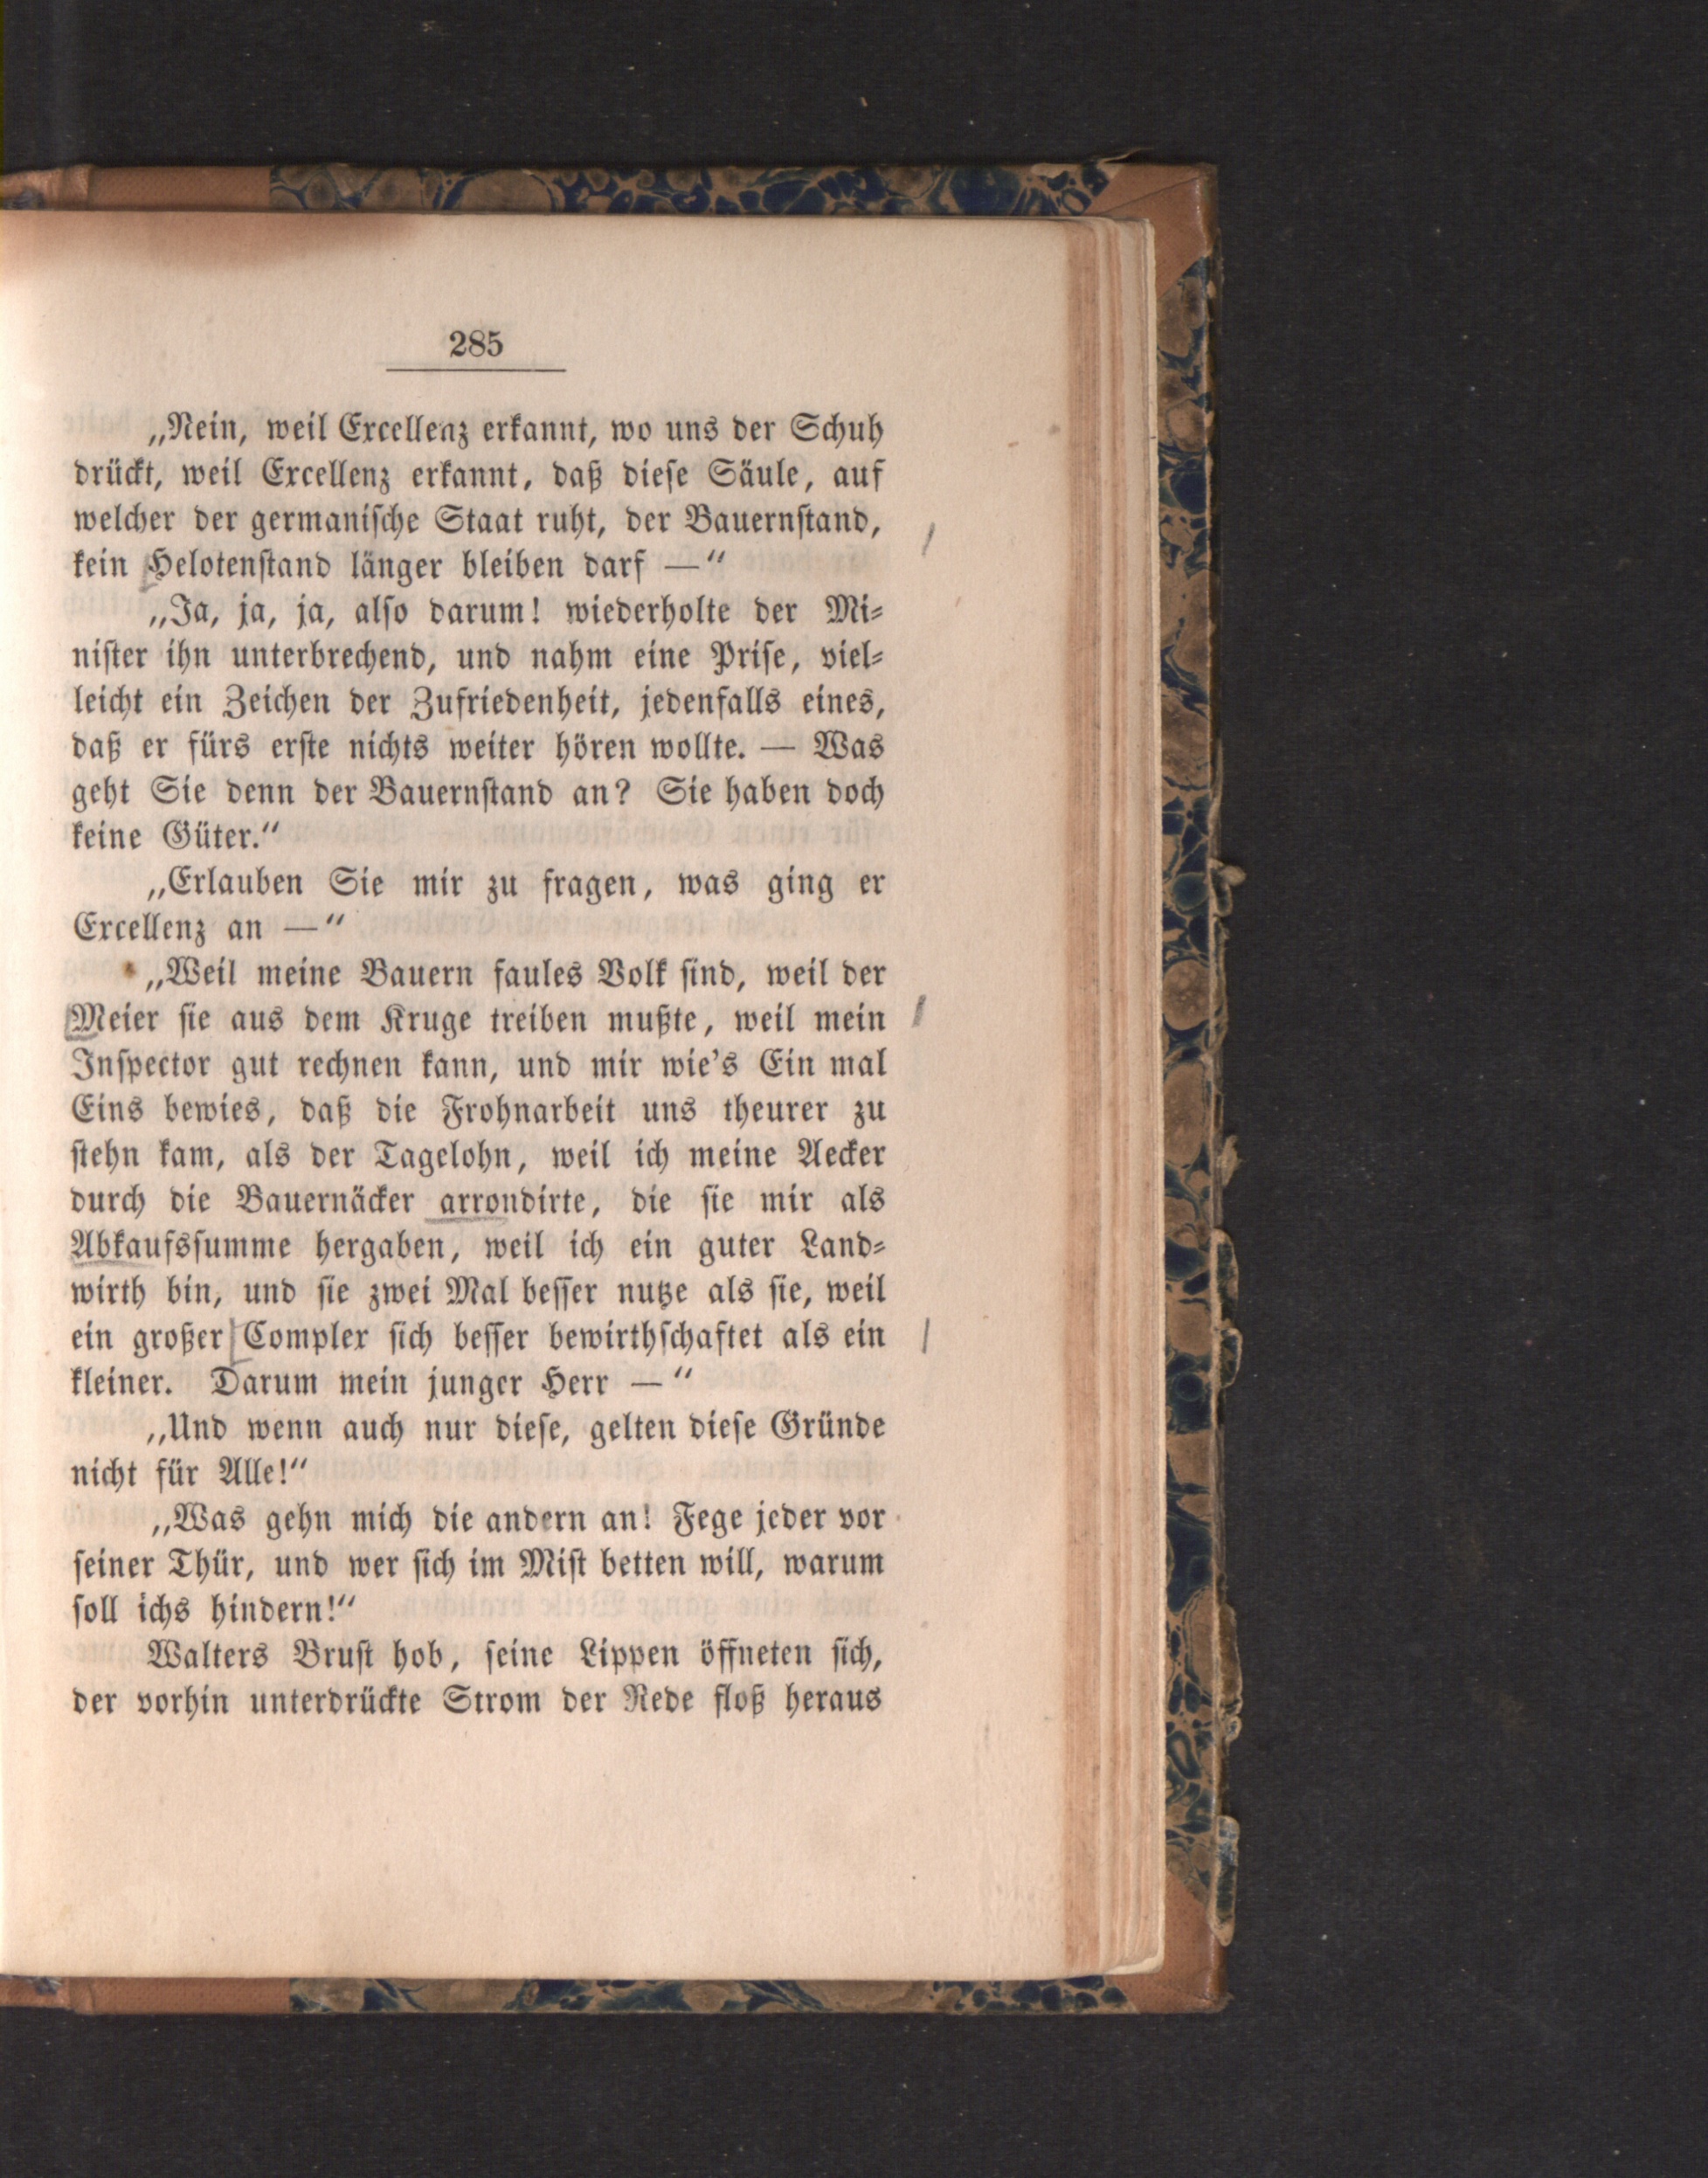 285
„Nein, weil Excellenz erkannt, wo uns der Schuh
drückt, weil Excellenz erkannt, daß diese Säule, auf
welcher der germanische Staat ruht, der Bauernstand,
kein Helotenstand länger bleiben darf —“
„Ja, ja, ja, also darum! wiederholte der Mi-
nister ihn unterbrechend, und nahm eine Prise, viel-
leicht ein Zeichen der Zufriedenheit, jedenfalls eines,
daß er fürs erste nichts weiter hören wollte. — Was
geht Sie denn der Bauernstand an? Sie haben doch
keine Güter.“
„Erlauben Sie mir zu fragen, was ging er
Excellenz an —“
„Weil meine Bauern faules Volk sind, weil der
Meier sie aus dem Kruge treiben mußte, weil mein
Inspector gut rechnen kann, und mir wie's Ein mal
Eins bewies, daß die Frohnarbeit uns theurer zu
stehn kam, als der Tagelohn, weil ich meine Aecker
durch die Bauernäcker arrondirte, die sie mir als
Abkaufssumme hergaben, weil ich ein guter Land-
wirth bin, und sie zwei Mal besser nutze als sie, weil
ein großer Complex sich besser bewirthschaftet als ein
kleiner. Darum mein junger Herr —“
„Und wenn auch nur diese, gelten diese Gründe
nicht für Alle!“
„Was gehn mich die andern an! Fege jeder vor
seiner Thür, und wer sich im Mist betten will, warum
soll ichs hindern!“
Walters Brust hob, seine Lippen öffneten sich,
der vorhin unterdrückte Strom der Rede floß heraus